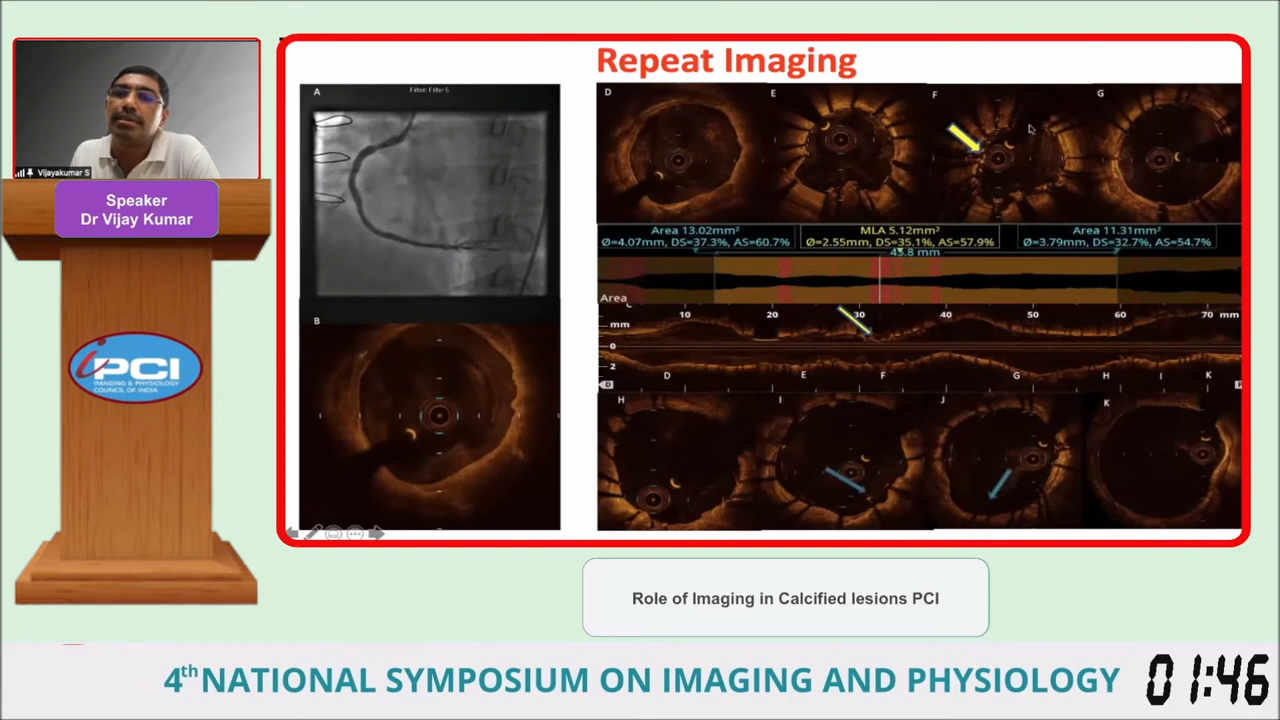 Vijayakumar S
Speaker
Dr Vijay Kumar
iPCI
IMAGING & PHYSIOLOGY
COUNCIL OF INDIA
Repeat Imaging
A
Filter: Filter 6
B
D
E
F
G
Area 13.02mm²
Ø=4.07mm, DS=37.3%, AS=60.7%
MLA 5.12mm²
Ø=2.55mm, DS=35.1%, AS=57.9%
Area 11.31mm²
Ø=3.79mm, DS=32.7%, AS=54.7%
45.8 mm
Area
10 20 30 40 50 60 70 mm
mm
0
2
D E F G H I K
H
I
J
K
Role of Imaging in Calcified lesions PCI
4th NATIONAL SYMPOSIUM ON IMAGING AND PHYSIOLOGY
01:46